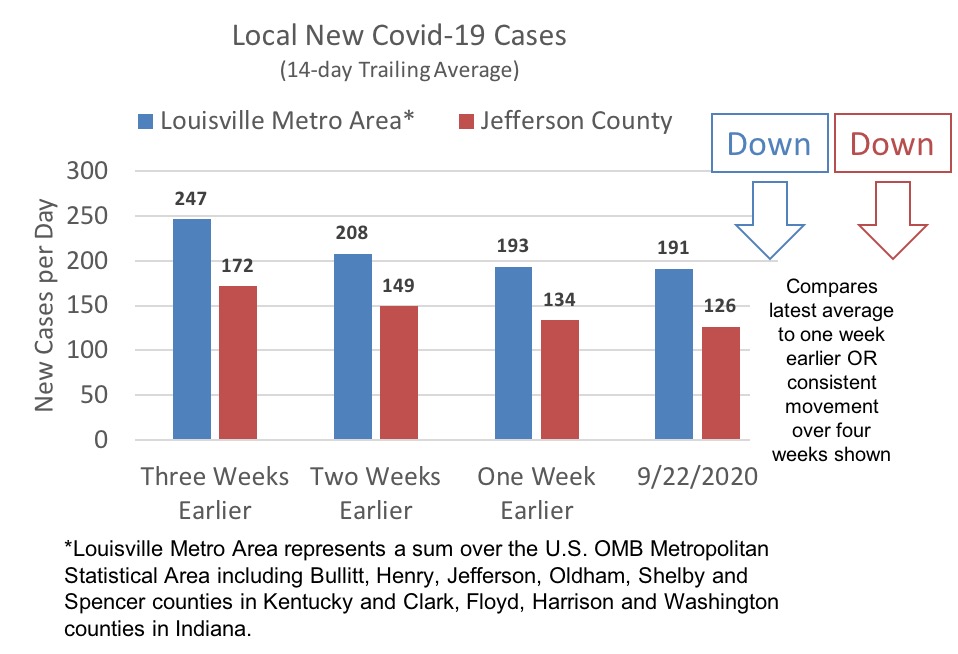 Local New Covid-19 Cases
(14-day Trailing Average)
Louisville Metro Area*
Jefferson County
Down
Down
New Cases per Day
300
250
200
150
100
50
0
247
172
208
149
193
134
191
126
Three Weeks
Earlier
Two Weeks
Earlier
One Week
Earlier
9/22/2020
Compares
latest average
to one week
earlier OR
consistent
movement
over four
weeks shown
*Louisville Metro Area represents a sum over the U.S. OMB Metropolitan
Statistical Area including Bullitt, Henry, Jefferson, Oldham, Shelby and
Spencer counties in Kentucky and Clark, Floyd, Harrison and Washington
counties in Indiana.